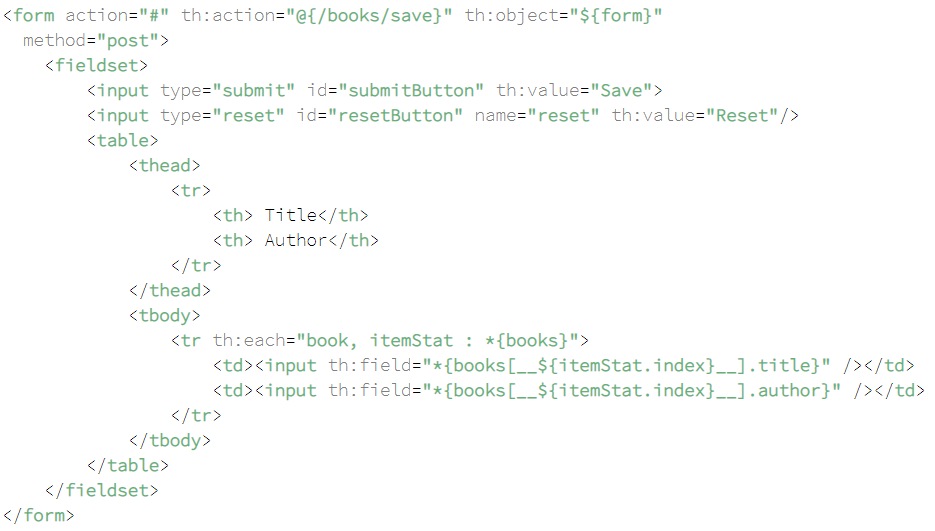 <form action="#" th:action="@{/books/save}" th:object="${form}"
  method="post">
    <fieldset>
        <input type="submit" id="submitButton" th:value="Save">
        <input type="reset" id="resetButton" name="reset" th:value="Reset"/>
        <table>
            <thead>
                <tr>
                    <th> Title</th>
                    <th> Author</th>
                </tr>
            </thead>
            <tbody>
                <tr th:each="book, itemStat : *{books}">
                    <td><input th:field="*{books[__${itemStat.index}__].title}" /></td>
                    <td><input th:field="*{books[__${itemStat.index}__].author}" /></td>
                </tr>
            </tbody>
        </table>
    </fieldset>
</form>